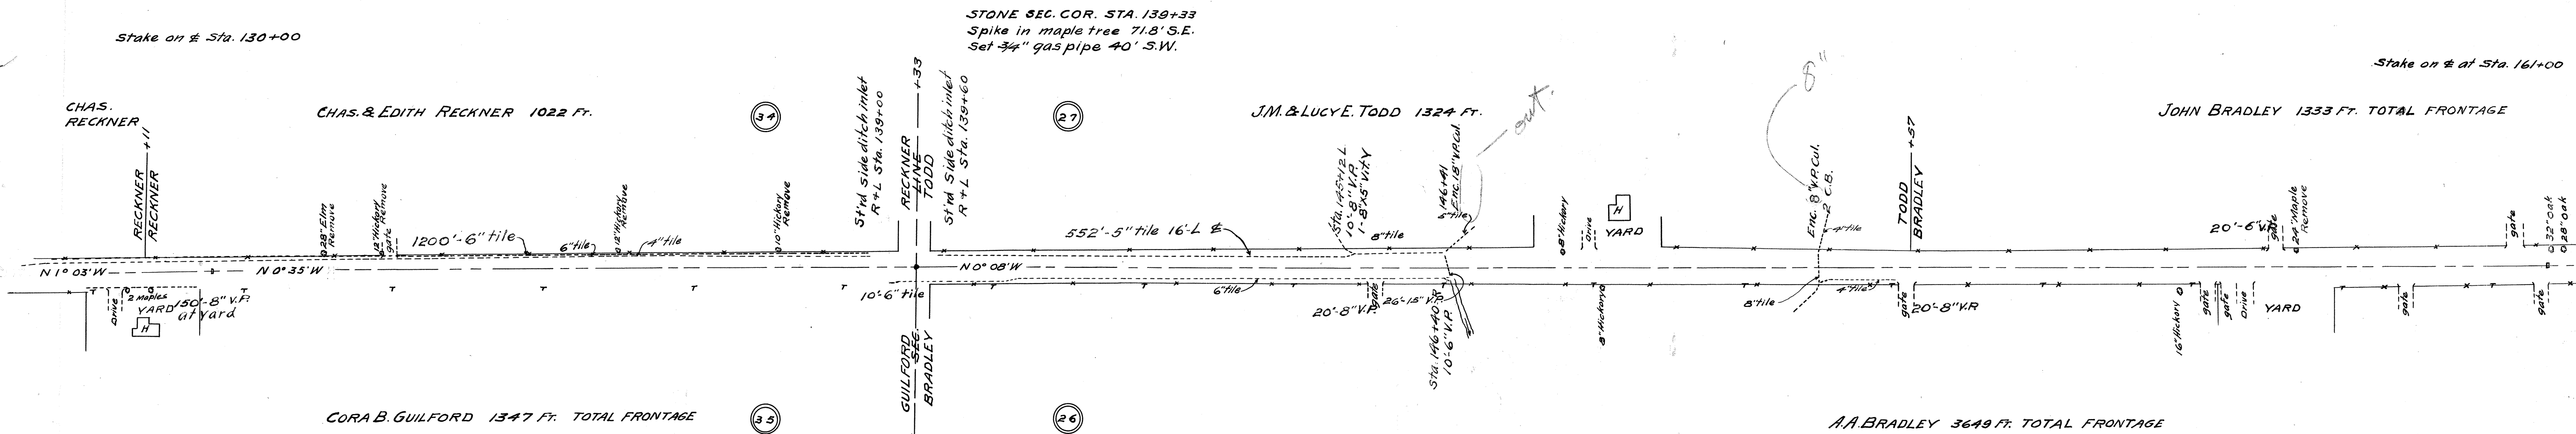 Stake on ⅊ Sta. 130+00
STONE SEC. COR. STA. 139+33
Spike in maple tree 71.8' S.E.
Set 3/4" gas pipe 40' S.W.
Stake on ⅊ at Sta. 161+00
CHAS.
RECKNER
CHAS. & EDITH RECKNER 1022 FT.
34
27
J.M. & LUCY E. TODD 1324 FT.
out.
8"
JOHN BRADLEY 1333 FT. TOTAL FRONTAGE
RECKNER +11
RECKNER
28" Elm
Remove
12" Hickory
gate Remove
12" Hickory
Remove
10" Hickory
Remove
St'r'd side ditch inlet
R + L Sta. 139+00
RECKNER
LINE +33
TODD
St'r'd Side ditch inlet
R + L Sta. 139+60
Sta. 145+12 L
10'-8" V.P.
1-8"X5" Vit. Y
146+41
Enc. 18" V.P. Cul.
8" Hickory
Drive
H
YARD
Enc. 8" V.P. Cul.
2 C.B.
TODD +57
BRADLEY
20'-6" V.P.
gate
24" Maple
Remove
gate
32" Oak
28" Oak
1200'-6" tile
6" tile
4" tile
552'-5" tile 16'-L ⅊
8" tile
4" tile
N 1° 03' W
N 0° 35' W
N 0° 08' W
Drive
2 Maples
YARD
150'-8" V.P.
at yard
H
10'-6" tile
6" tile
20'-8" V.P.
gate
26'-15" V.P.
Sta. 146+40 R
10'-6" V.P.
8" Hickory
8" tile
4" tile
gate
20'-8" V.P.
16" Hickory
gate
gate
Drive
YARD
gate
gate
GUILFORD
SEC.
BRADLEY
CORA B. GUILFORD 1347 FT. TOTAL FRONTAGE
35
26
A.A. BRADLEY 3649 FT. TOTAL FRONTAGE